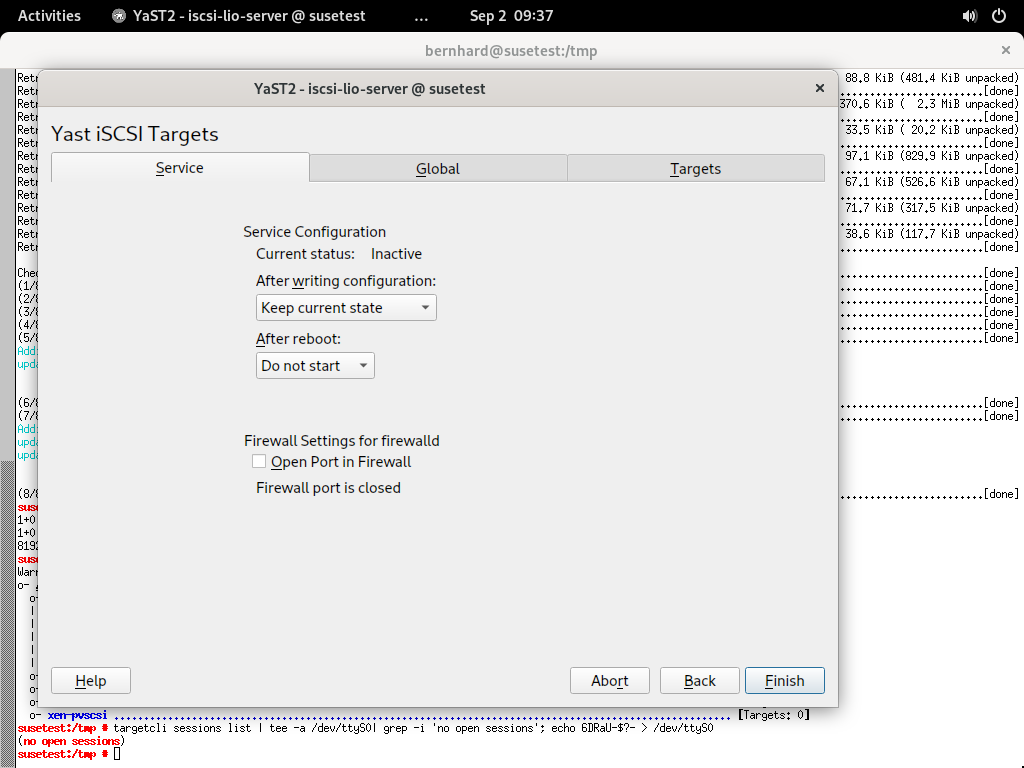 Activities
YaST2 - iscsi-lio-server @ susetest
...
Sep 2 09:37
bernhard@susetest:/tmp
YaST2 - iscsi-lio-server @ susetest
Yast iSCSI Targets
Service
Global
Targets
Service Configuration
Current status: Inactive
After writing configuration:
Keep current state
After reboot:
Do not start
Firewall Settings for firewalld
Open Port in Firewall
Firewall port is closed
Help
Abort
Back
Finish
88.8 KiB (481.4 KiB unpacked)
[done]
370.6 KiB (  2.3 MiB unpacked)
[done]
33.5 KiB ( 20.2 KiB unpacked)
[done]
97.1 KiB (829.9 KiB unpacked)
[done]
67.1 KiB (526.6 KiB unpacked)
[done]
71.7 KiB (317.5 KiB unpacked)
[done]
38.6 KiB (117.7 KiB unpacked)
[done]
[done]
[done]
[done]
[done]
[done]
[done]
[done]
[done]
[done]
o- xen-pvscsi ........ [Targets: 0]
susetest:/tmp # targetcli sessions list | tee -a /dev/ttyS0| grep -i 'no open sessions'; echo 6DRaU-$?- > /dev/ttyS0
(no open sessions)
susetest:/tmp #